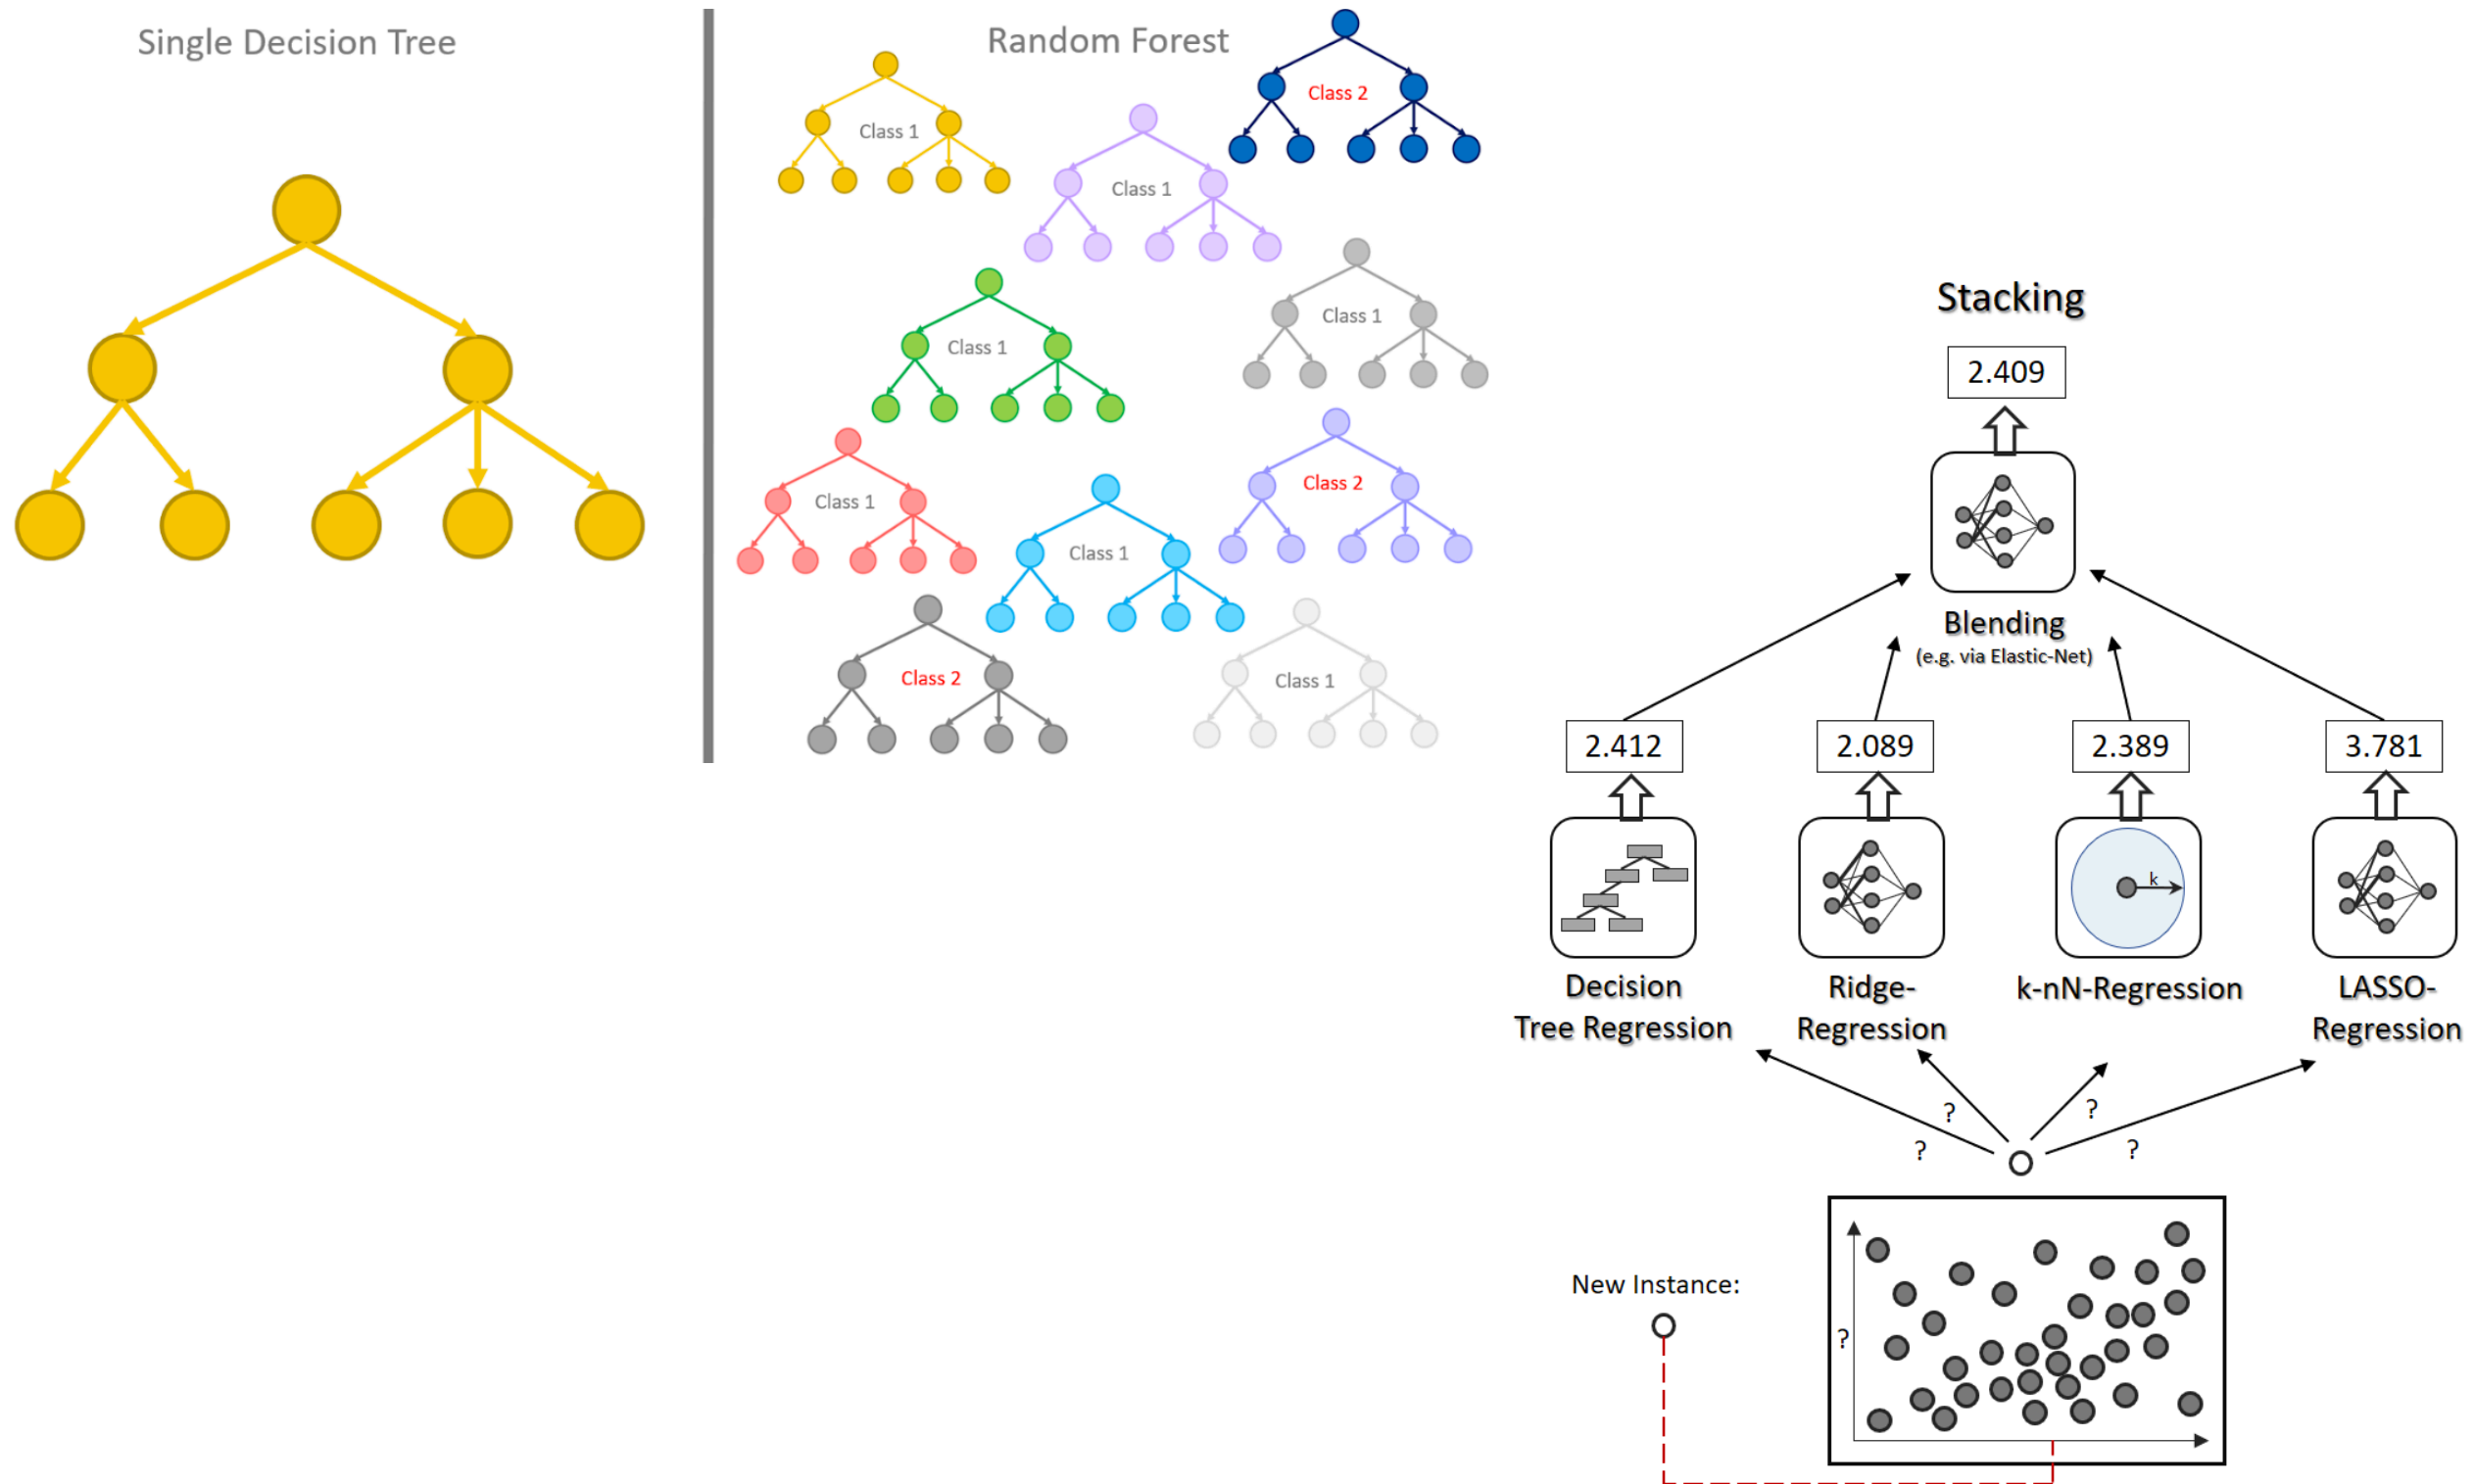 Single Decision Tree
Random Forest
Class 2
Class 1
Class 1
Class 1
Class 1
Class 2
Class 1
Class 1
Class 2
Class 1
Stacking
2.409
Blending
(e.g. via Elastic-Net)
2.412
2.089
2.389
3.781
k
Decision
Tree Regression
Ridge-
Regression
k-nN-Regression
LASSO-
Regression
?
?
?
?
New Instance:
?